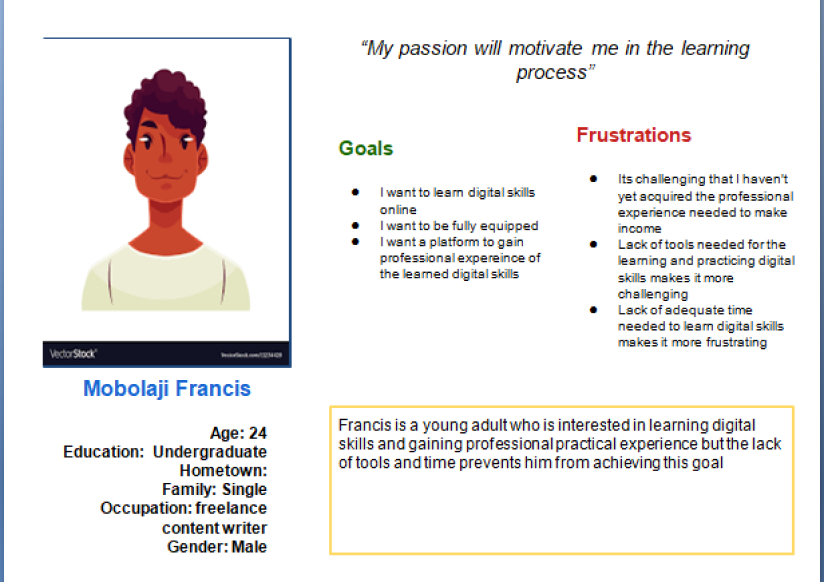 “My passion will motivate me in the learning
process”
Goals
● I want to learn digital skills
online
● I want to be fully equipped
● I want a platform to gain
professional expereince of
the learned digital skills
Frustrations
● Its challenging that I haven't
yet acquired the professional
experience needed to make
income
● Lack of tools needed for the
learning and practicing digital
skills makes it more
challenging
● Lack of adequate time
needed to learn digital skills
makes it more frustrating
VectorStock®
Mobolaji Francis
Age: 24
Education: Undergraduate
Hometown:
Family: Single
Occupation: freelance
content writer
Gender: Male
Francis is a young adult who is interested in learning digital
skills and gaining professional practical experience but the lack
of tools and time prevents him from achieving this goal